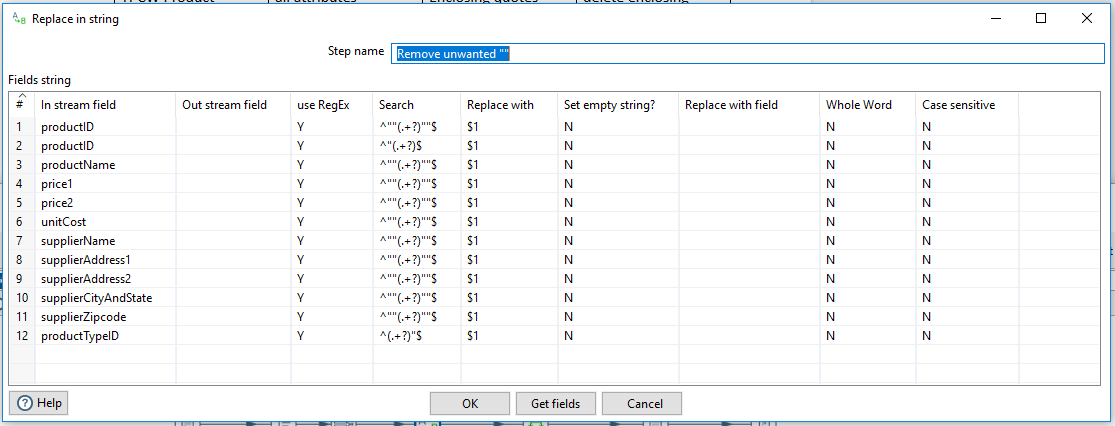 Replace in string
Step name Remove unwanted ""
Fields string
# In stream field Out stream field use RegEx Search Replace with Set empty string? Replace with field Whole Word Case sensitive
1 productID Y ^""(.+?)""$ $1 N N N
2 productID Y ^"(.+?)$ $1 N N N
3 productName Y ^""(.+?)""$ $1 N N N
4 price1 Y ^""(.+?)""$ $1 N N N
5 price2 Y ^""(.+?)""$ $1 N N N
6 unitCost Y ^""(.+?)""$ $1 N N N
7 supplierName Y ^""(.+?)""$ $1 N N N
8 supplierAddress1 Y ^""(.+?)""$ $1 N N N
9 supplierAddress2 Y ^""(.+?)""$ $1 N N N
10 supplierCityAndState Y ^""(.+?)""$ $1 N N N
11 supplierZipcode Y ^""(.+?)""$ $1 N N N
12 productTypeID Y ^(.+?)"$ $1 N N N
Help OK Get fields Cancel